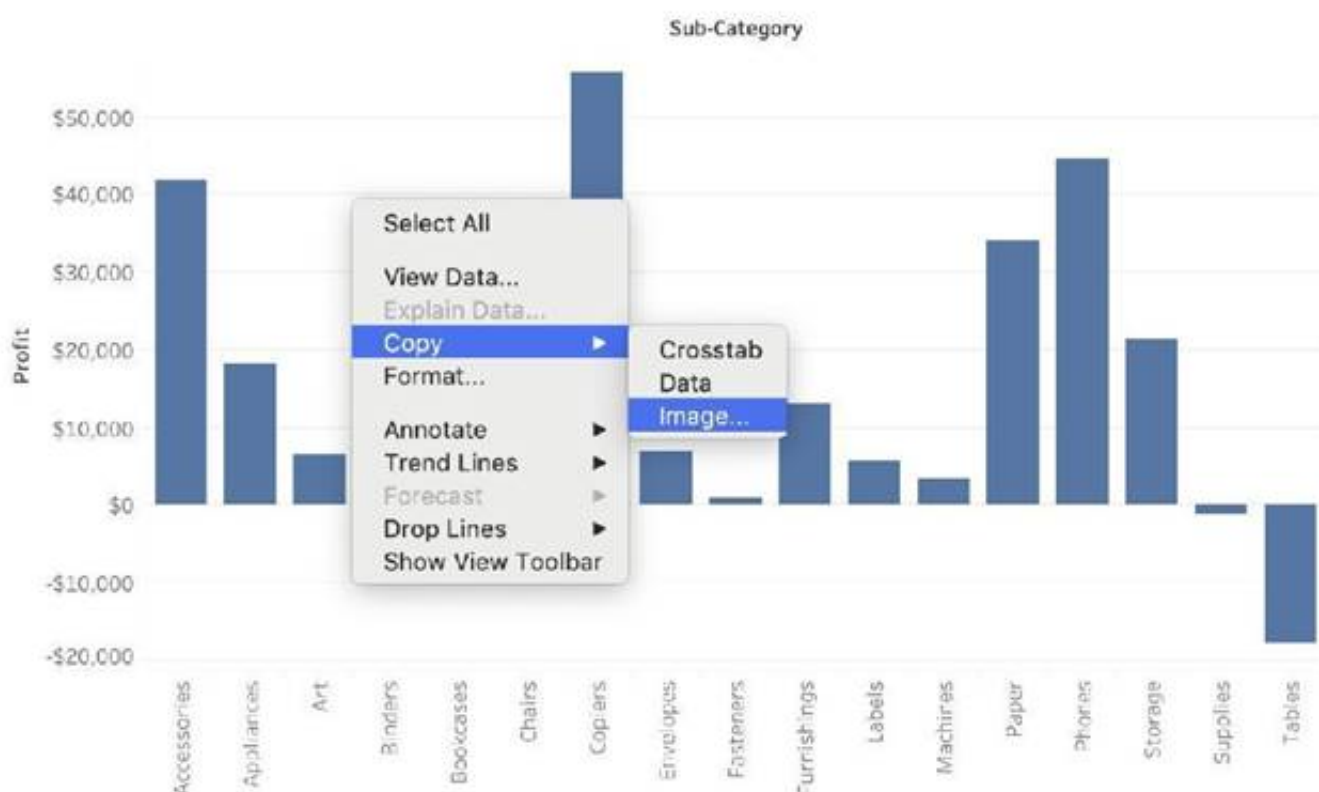 Sub-Category
Profit
$50,000
$40,000
$30,000
$20,000
$10,000
$0
-$10,000
-$20,000
Select All
View Data...
Explain Data...
Copy
Format...
Annotate
Trend Lines
Forecast
Drop Lines
Show View Toolbar
Crosstab
Data
Image...
Accessories
Appliances
Art
Binders
Bookcases
Chairs
Copiers
Envelopes
Fasteners
Furnishings
Labels
Machines
Paper
Phones
Storage
Supplies
Tables